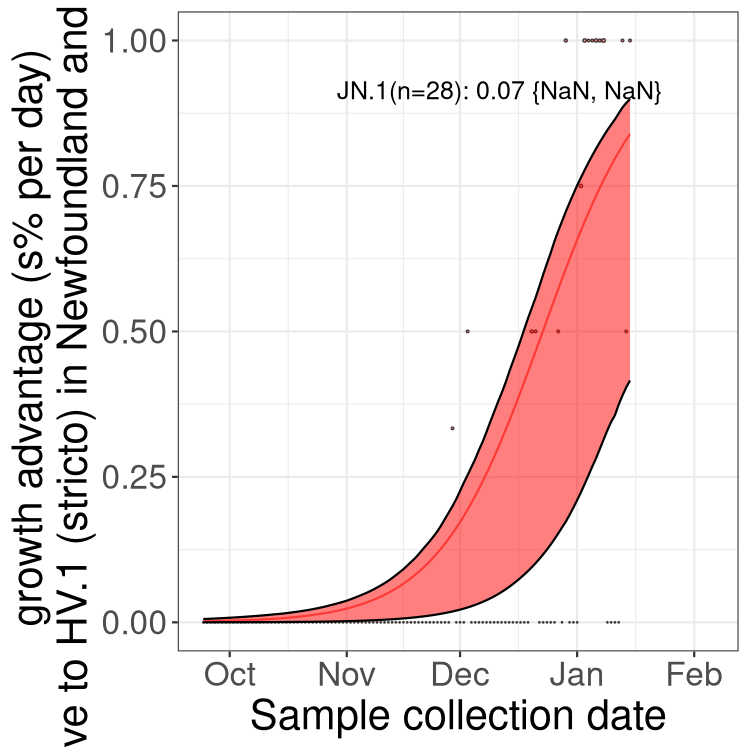 growth advantage (s% per day)
ve to HV.1 (stricto) in Newfoundland and
1.00
0.75
0.50
0.25
0.00
JN.1(n=28): 0.07 {NaN, NaN}
Oct Nov Dec Jan Feb
Sample collection date